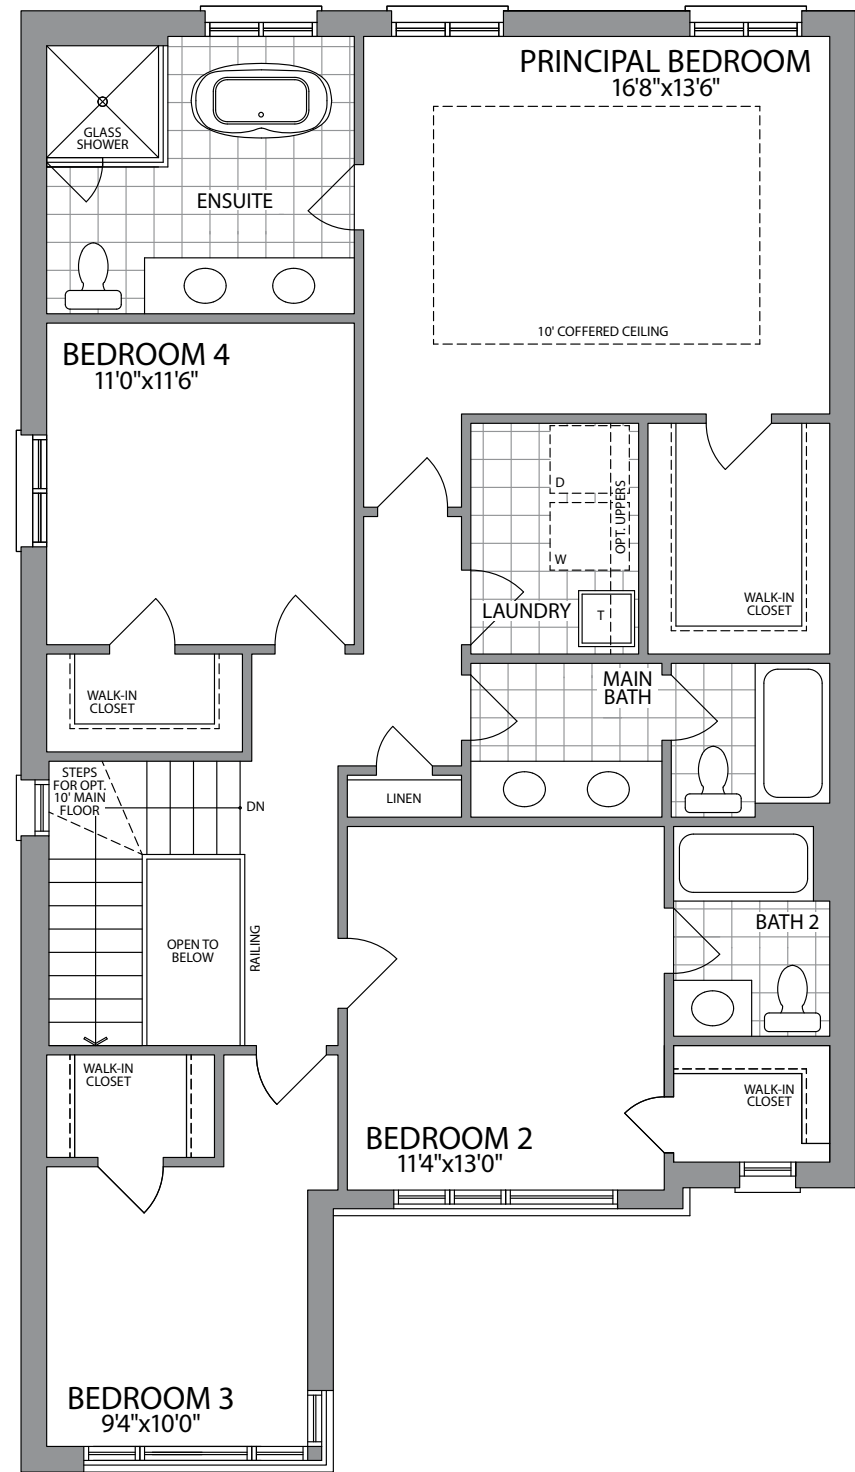 PRINCIPAL BEDROOM
16'8"x13'6"
GLASS
SHOWER
ENSUITE
10' COFFERED CEILING
BEDROOM 4
11'0"x11'6"
D
OPT. UPPERS
W
LAUNDRY
T
WALK-IN
CLOSET
WALK-IN
CLOSET
MAIN
BATH
STEPS
FOR OPT.
10' MAIN
FLOOR
DN
LINEN
OPEN TO
BELOW
RAILING
BATH 2
WALK-IN
CLOSET
WALK-IN
CLOSET
BEDROOM 2
11'4"x13'0"
BEDROOM 3
9'4"x10'0"